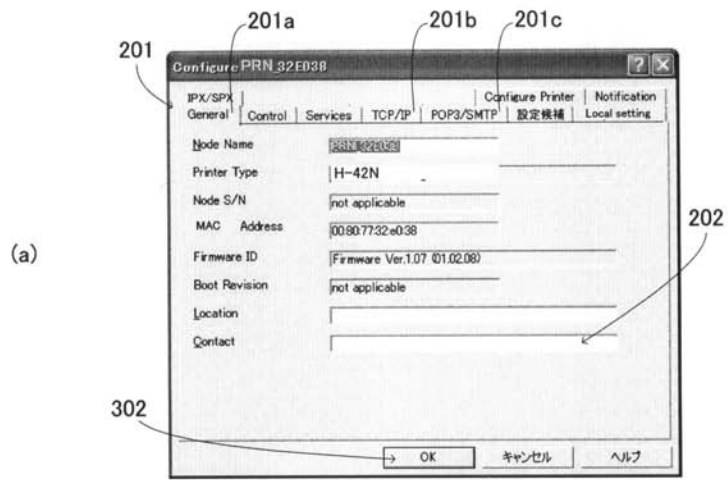 201a
201b
201c
201
Configure PRN_32E038
IPX/SPX Configure Printer Notification
General Control Services TCP/IP POP3/SMTP 設定候補 Local setting
Node Name PRN_32E038
Printer Type H-42N
Node S/N not applicable
MAC Address 00:80:77:32:e0:38
202
(a)
Firmware ID Firmware Ver.1.07 (01.02.08)
Boot Revision not applicable
Location
Contact
302
OK キャンセル ヘルプ